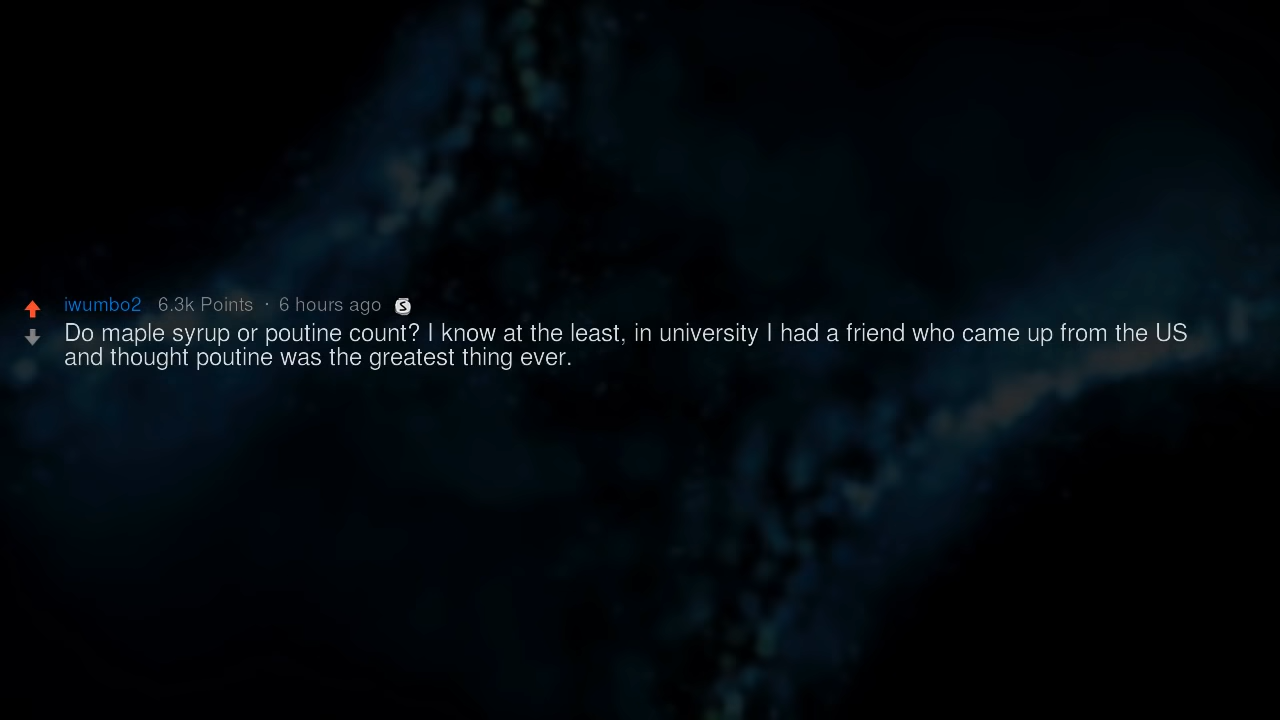 iwumbo2 6.3k Points · 6 hours ago S
Do maple syrup or poutine count? I know at the least, in university I had a friend who came up from the US
and thought poutine was the greatest thing ever.